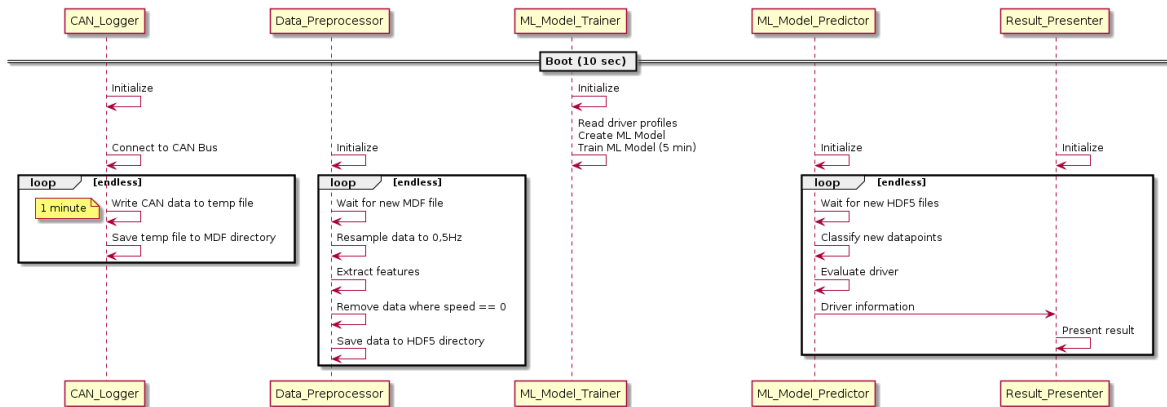 CAN_Logger
Data_Preprocessor
ML_Model_Trainer
ML_Model_Predictor
Result_Presenter
Boot (10 sec)
Initialize
Initialize
Read driver profiles
Create ML Model
Train ML Model (5 min)
Connect to CAN Bus
Initialize
Initialize
Initialize
loop [endless]
1 minute
Write CAN data to temp file
Save temp file to MDF directory
loop [endless]
Wait for new MDF file
Resample data to 0,5Hz
Extract features
Remove data where speed == 0
Save data to HDF5 directory
loop [endless]
Wait for new HDF5 files
Classify new datapoints
Evaluate driver
Driver information
Present result
CAN_Logger
Data_Preprocessor
ML_Model_Trainer
ML_Model_Predictor
Result_Presenter